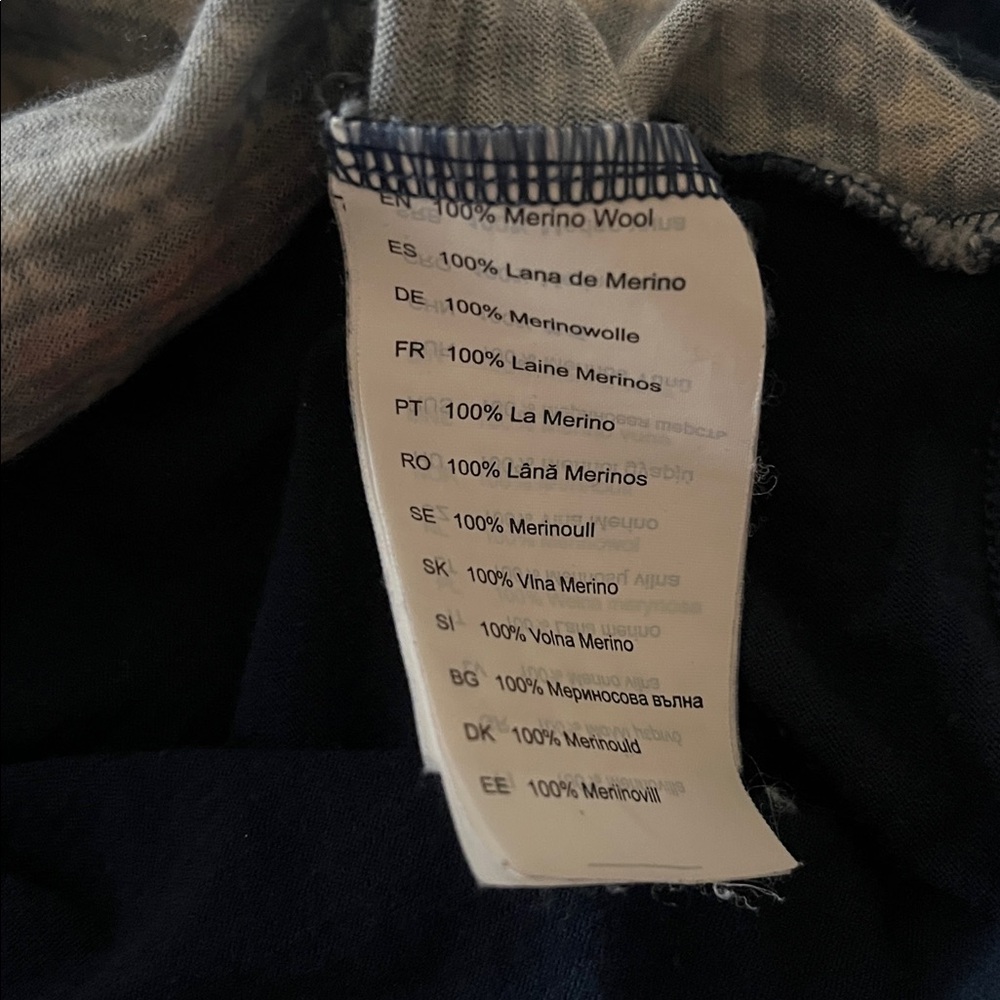 EN 100% Merino Wool
ES 100% Lana de Merino
DE 100% Merinowolle
FR 100% Laine Merinos
PT 100% La Merino
RO 100% Lână Merinos
SE 100% Merinoull
SK 100% Vlna Merino
SI 100% Volna Merino
BG 100% Мериносова вълна
DK 100% Merinould
EE 100% Meriinovill